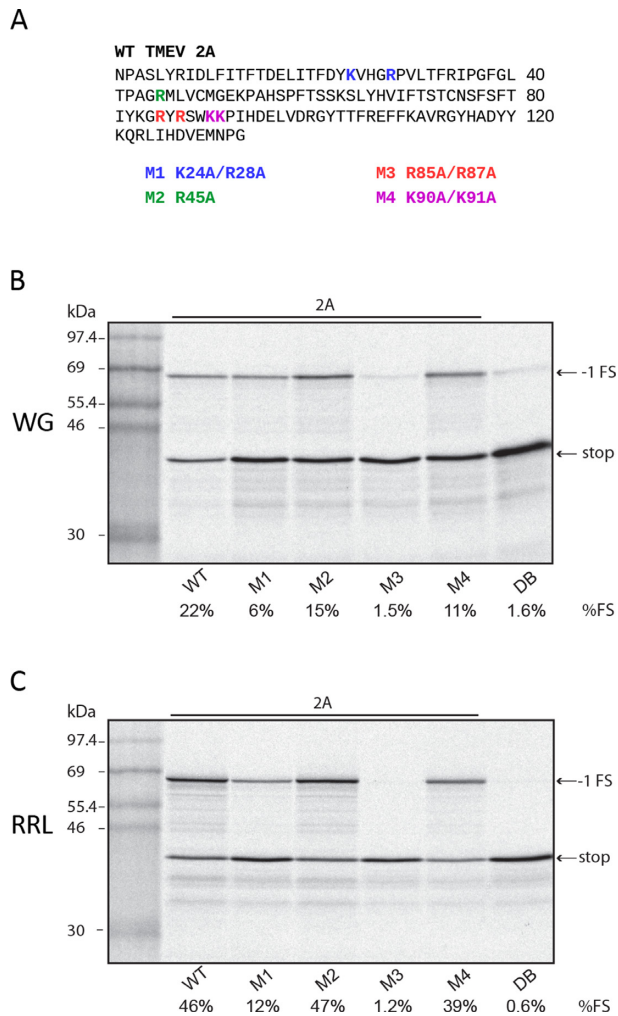 A
WT TMEV 2A
NPASLYRIDLFITFTDELITFDYKVHGRPVLTFRIPGFGL 40
TPAGRMLVCMGEKPAHSPFTSSKSLYHVIFTSTCNSFSFT 80
IYKGRYRSWKKPIHDELVDRGYTTFREFFKAVRGYHADYY 120
KQRLIHDVEMNPG
M1 K24A/R28A M3 R85A/R87A
M2 R45A M4 K90A/K91A
B
2A
kDa
97.4
69
←-1 FS
55.4
46
WG
←stop
30
WT M1 M2 M3 M4 DB
22% 6% 15% 1.5% 11% 1.6% %FS
C
2A
kDa
97.4
69
←-1 FS
55.4
RRL
46
←stop
30
WT M1 M2 M3 M4 DB
46% 12% 47% 1.2% 39% 0.6% %FS